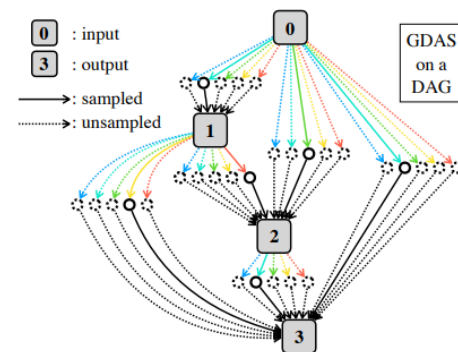 0 : input
3 : output
: sampled
: unsampled
0
GDAS
on a
DAG
1
2
3